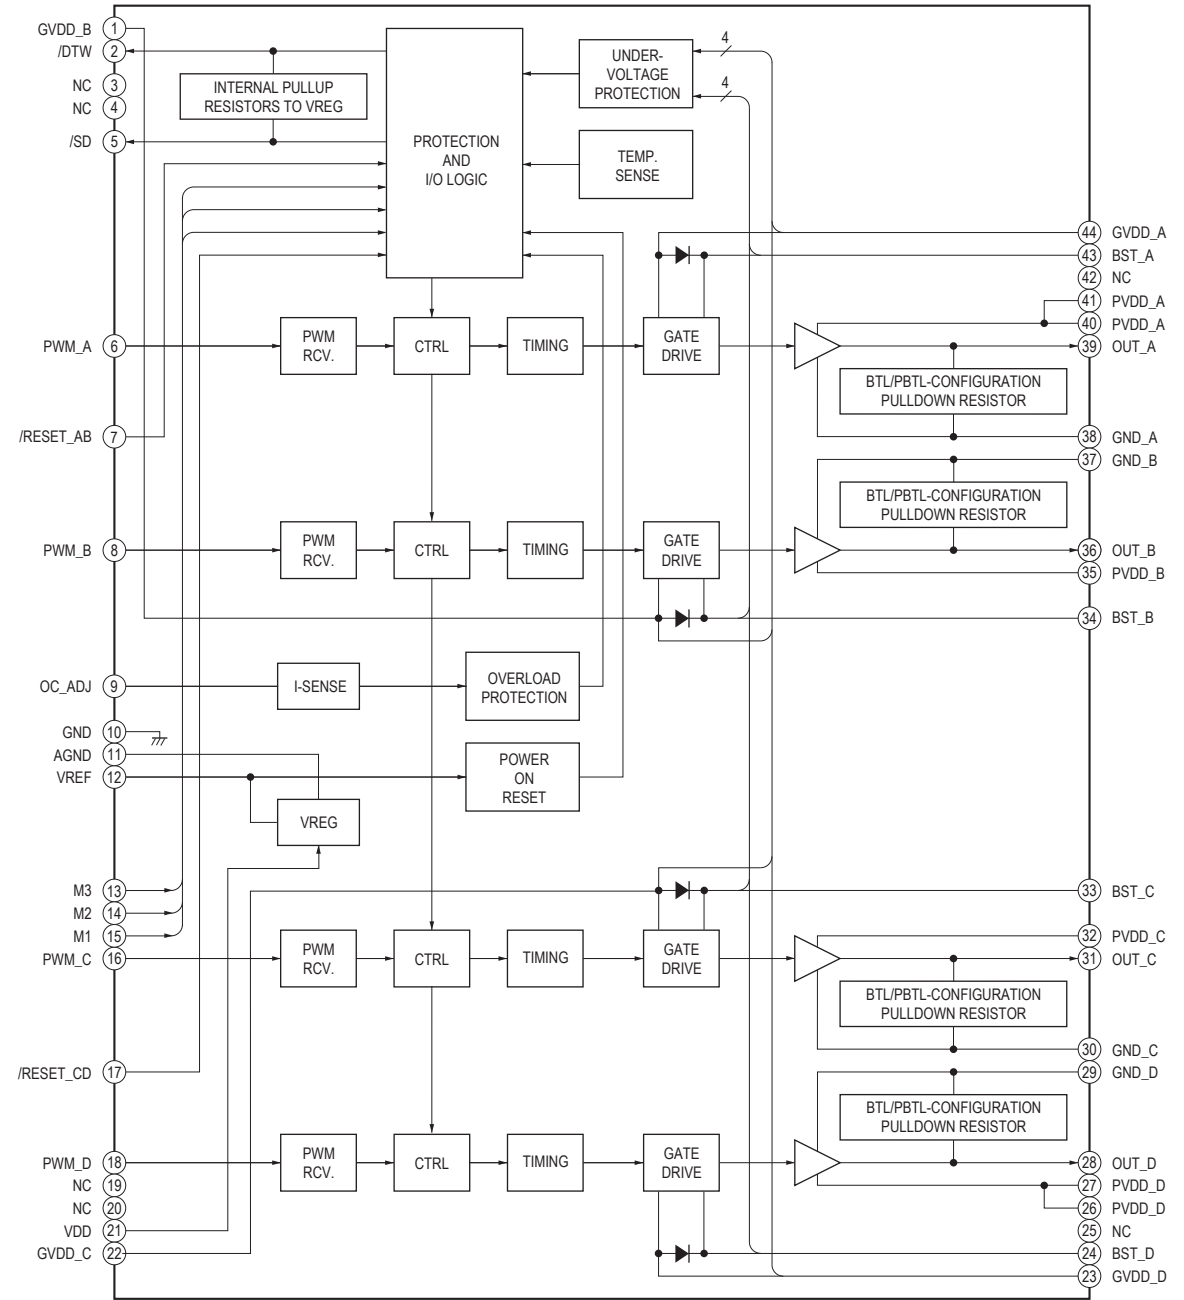 GVDD_B 1
/DTW 2
NC 3
NC 4
/SD 5
PWM_A 6
/RESET_AB 7
PWM_B 8
OC_ADJ 9
GND 10
AGND 11
VREF 12
M3 13
M2 14
M1 15
PWM_C 16
/RESET_CD 17
PWM_D 18
NC 19
NC 20
VDD 21
GVDD_C 22
INTERNAL PULLUP
RESISTORS TO VREG
PROTECTION
AND
I/O LOGIC
UNDER-
VOLTAGE
PROTECTION
4
4
TEMP.
SENSE
PWM
RCV.
CTRL
TIMING
GATE
DRIVE
BTL/PBTL-CONFIGURATION
PULLDOWN RESISTOR
PWM
RCV.
CTRL
TIMING
GATE
DRIVE
BTL/PBTL-CONFIGURATION
PULLDOWN RESISTOR
I-SENSE
OVERLOAD
PROTECTION
POWER
ON
RESET
VREG
PWM
RCV.
CTRL
TIMING
GATE
DRIVE
BTL/PBTL-CONFIGURATION
PULLDOWN RESISTOR
PWM
RCV.
CTRL
TIMING
GATE
DRIVE
BTL/PBTL-CONFIGURATION
PULLDOWN RESISTOR
44 GVDD_A
43 BST_A
42 NC
41 PVDD_A
40 PVDD_A
39 OUT_A
38 GND_A
37 GND_B
36 OUT_B
35 PVDD_B
34 BST_B
33 BST_C
32 PVDD_C
31 OUT_C
30 GND_C
29 GND_D
28 OUT_D
27 PVDD_D
26 PVDD_D
25 NC
24 BST_D
23 GVDD_D